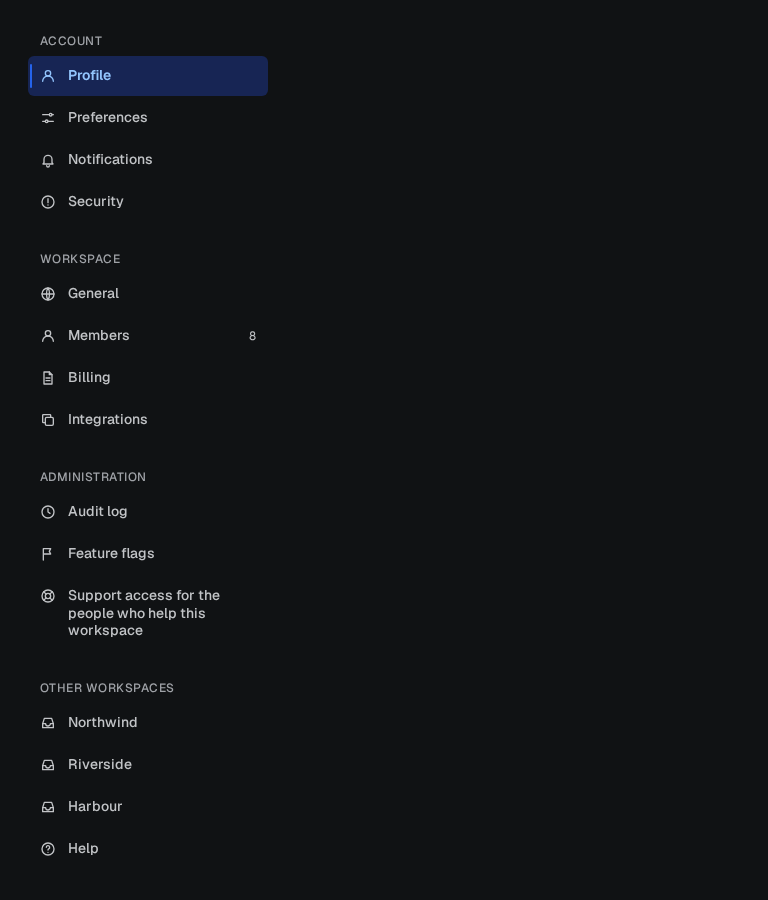 ACCOUNT
Profile
Preferences
Notifications
Security
WORKSPACE
General
Members 8
Billing
Integrations
ADMINISTRATION
Audit log
Feature flags
Support access for the
people who help this
workspace
OTHER WORKSPACES
Northwind
Riverside
Harbour
Help